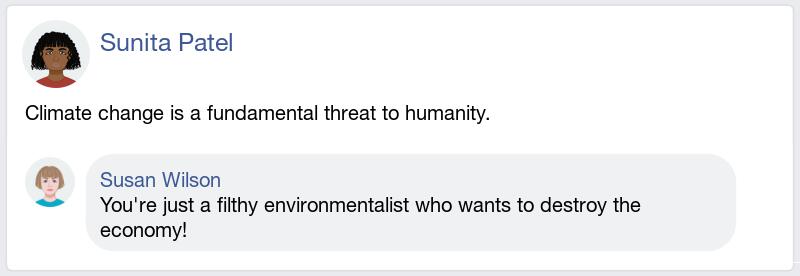 Sunita Patel
Climate change is a fundamental threat to humanity.
Susan Wilson
You're just a filthy environmentalist who wants to destroy the
economy!